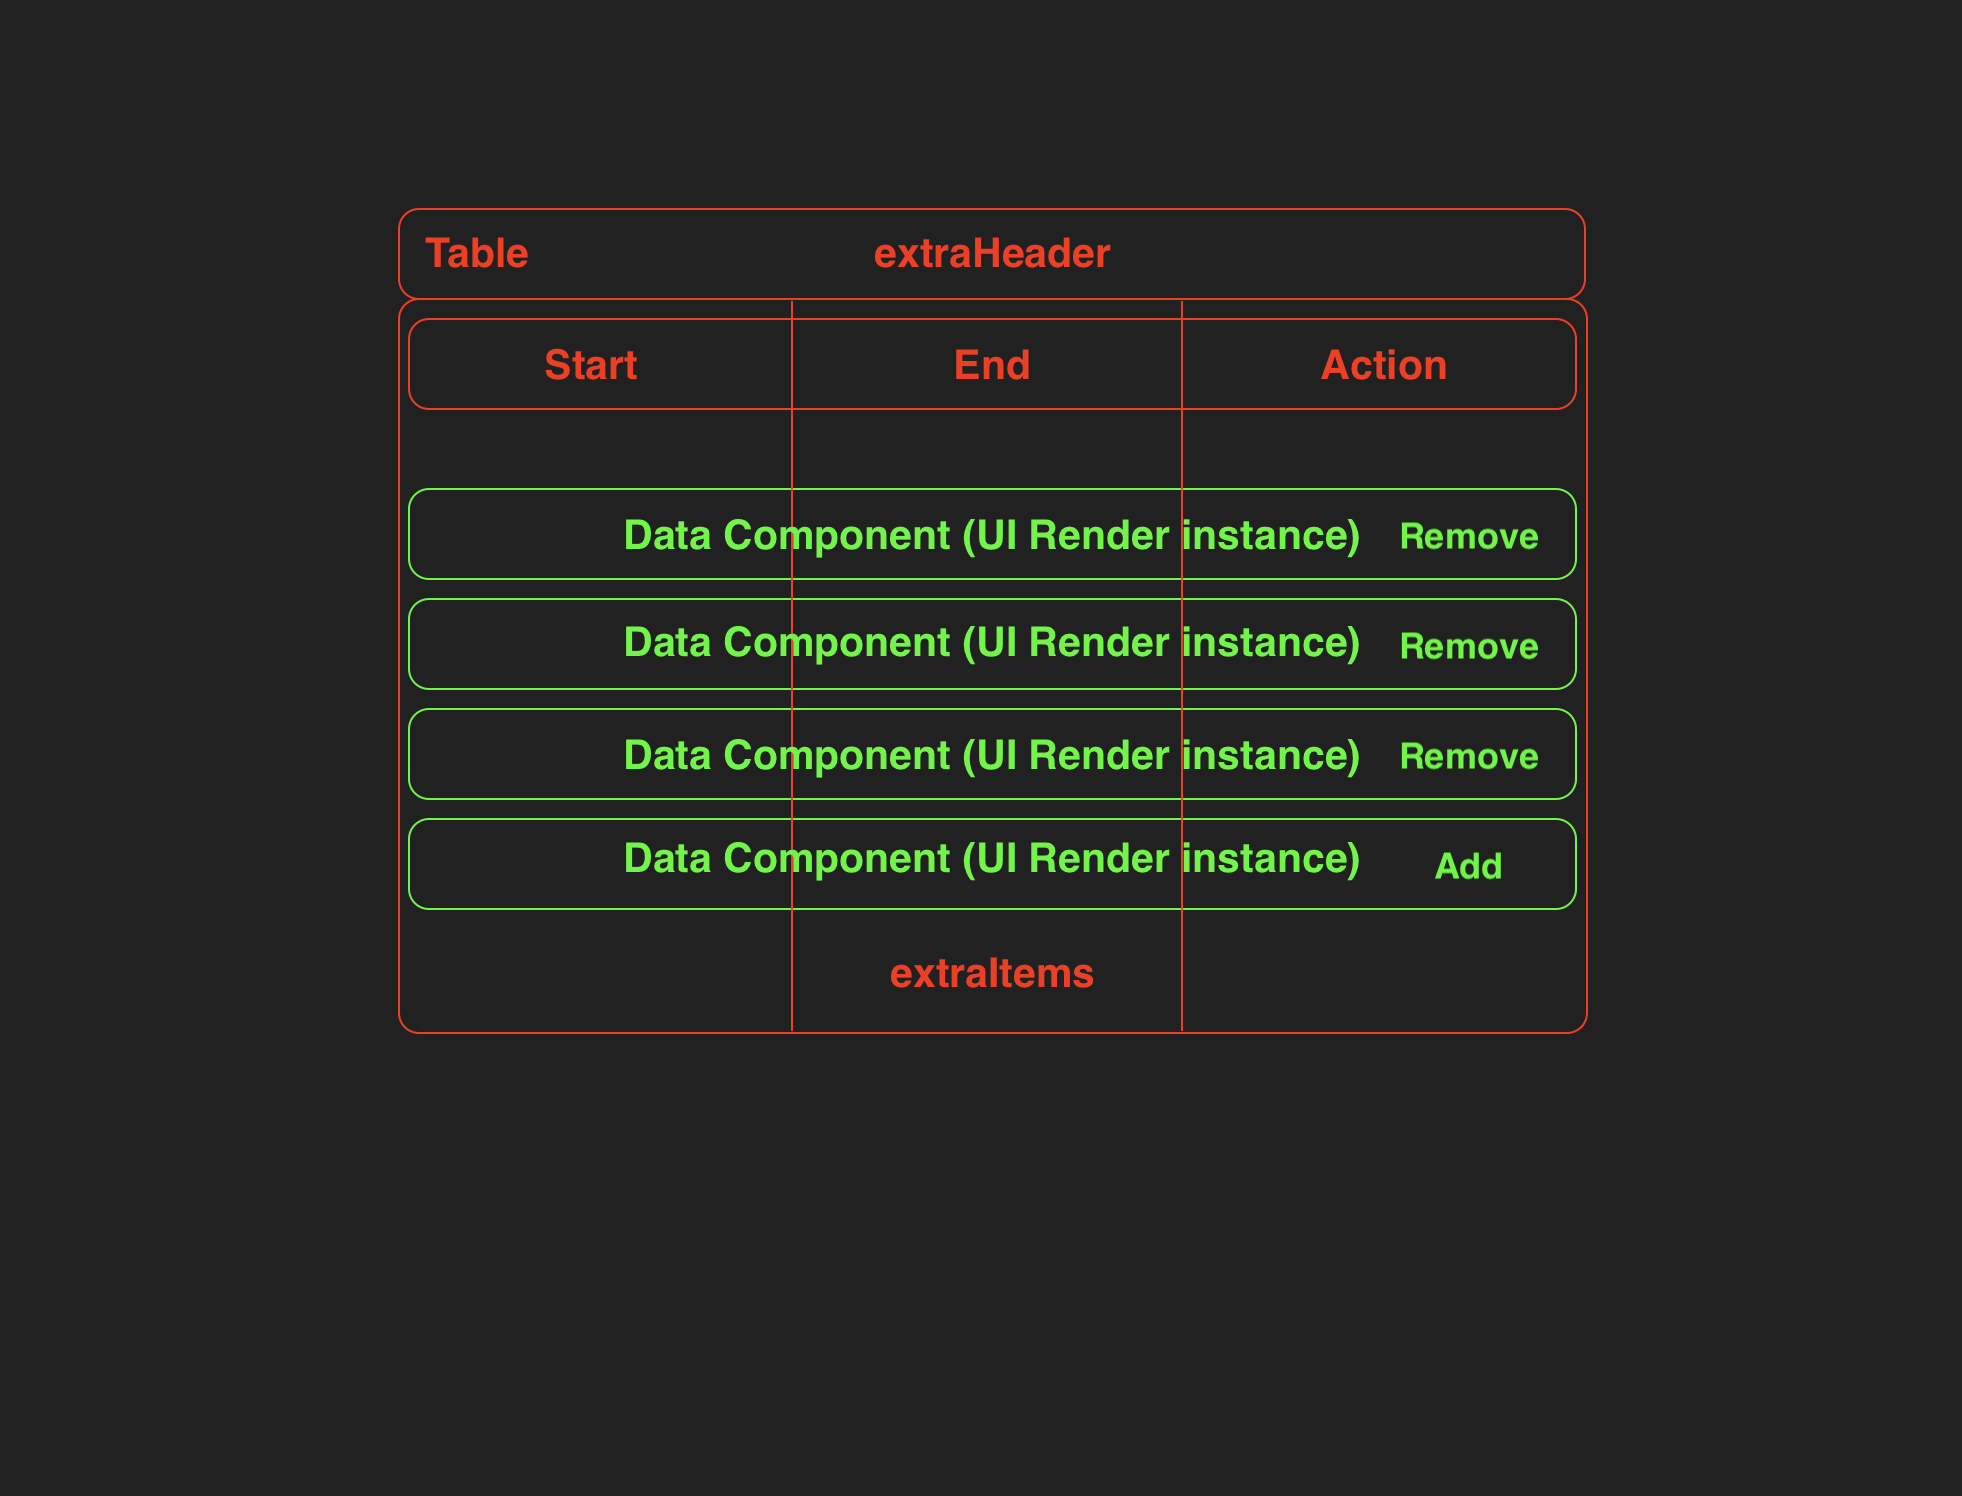 Table extraHeader
Start End Action
Data Component (UI Render instance) Remove
Data Component (UI Render instance) Remove
Data Component (UI Render instance) Remove
Data Component (UI Render instance) Add
extraItems